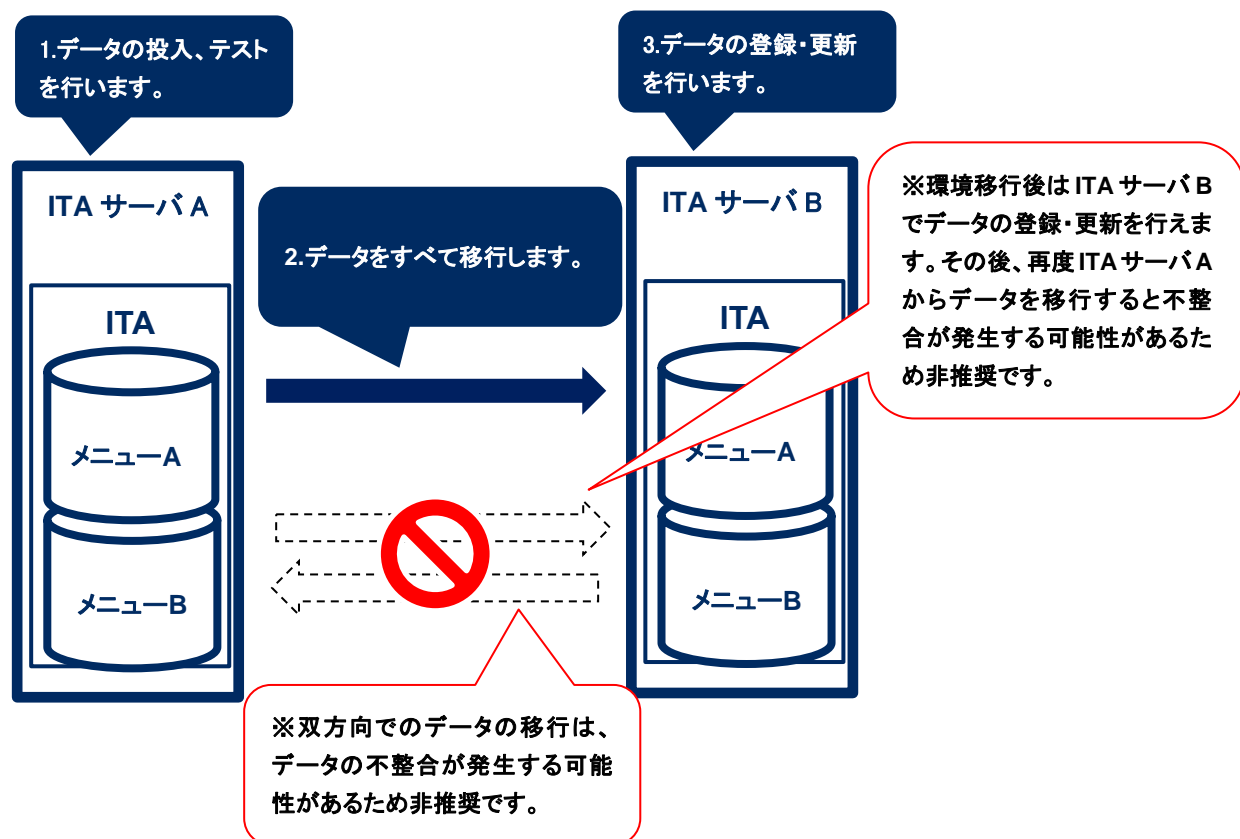 1.データの投入、テスト
を行います。
3.データの登録・更新
を行います。
ITA サーバ A
2.データをすべて移行します。
ITA サーバ B
※環境移行後は ITA サーバ B
でデータの登録・更新を行えま
す。その後、再度 ITA サーバ A
からデータを移行すると不整
合が発生する可能性があるた
め非推奨です。
ITA
メニューA
メニューB
ITA
メニューA
メニューB
※双方向でのデータの移行は、
データの不整合が発生する可能
性があるため非推奨です。